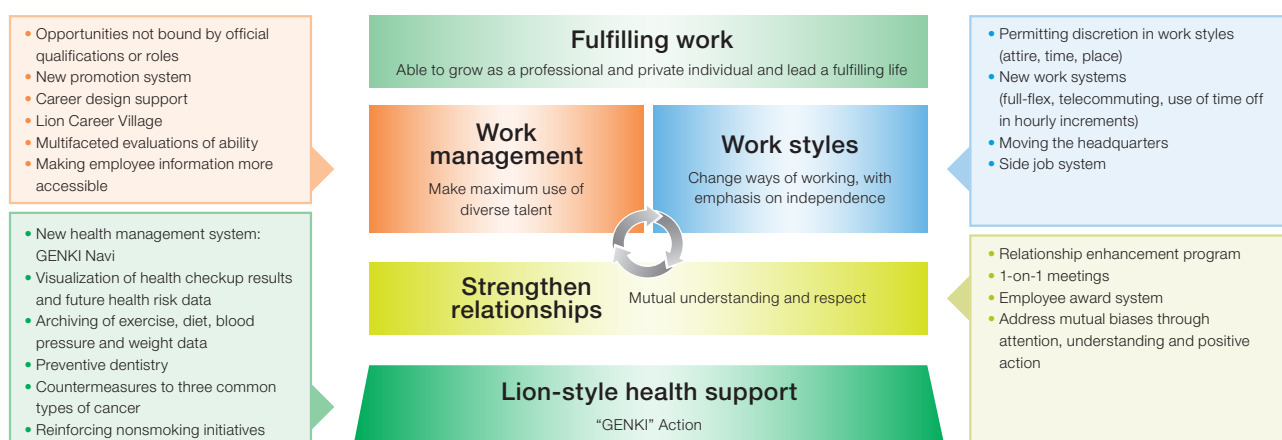 • Opportunities not bound by official
qualifications or roles
• New promotion system
• Career design support
• Lion Career Village
• Multifaceted evaluations of ability
• Making employee information more
accessible
• New health management system:
GENKI Navi
• Visualization of health checkup results
and future health risk data
• Archiving of exercise, diet, blood
pressure and weight data
• Preventive dentistry
• Countermeasures to three common
types of cancer
• Reinforcing nonsmoking initiatives
Fulfilling work
Able to grow as a professional and private individual and lead a fulfilling life
Work
management
Make maximum use of
diverse talent
Work styles
Change ways of working, with
emphasis on independence
Strengthen
relationships
Mutual understanding and respect
Lion-style health support
“GENKI” Action
• Permitting discretion in work styles
(attire, time, place)
• New work systems
(full-flex, telecommuting, use of time off
in hourly increments)
• Moving the headquarters
• Side job system
• Relationship enhancement program
• 1-on-1 meetings
• Employee award system
• Address mutual biases through
attention, understanding and positive
action